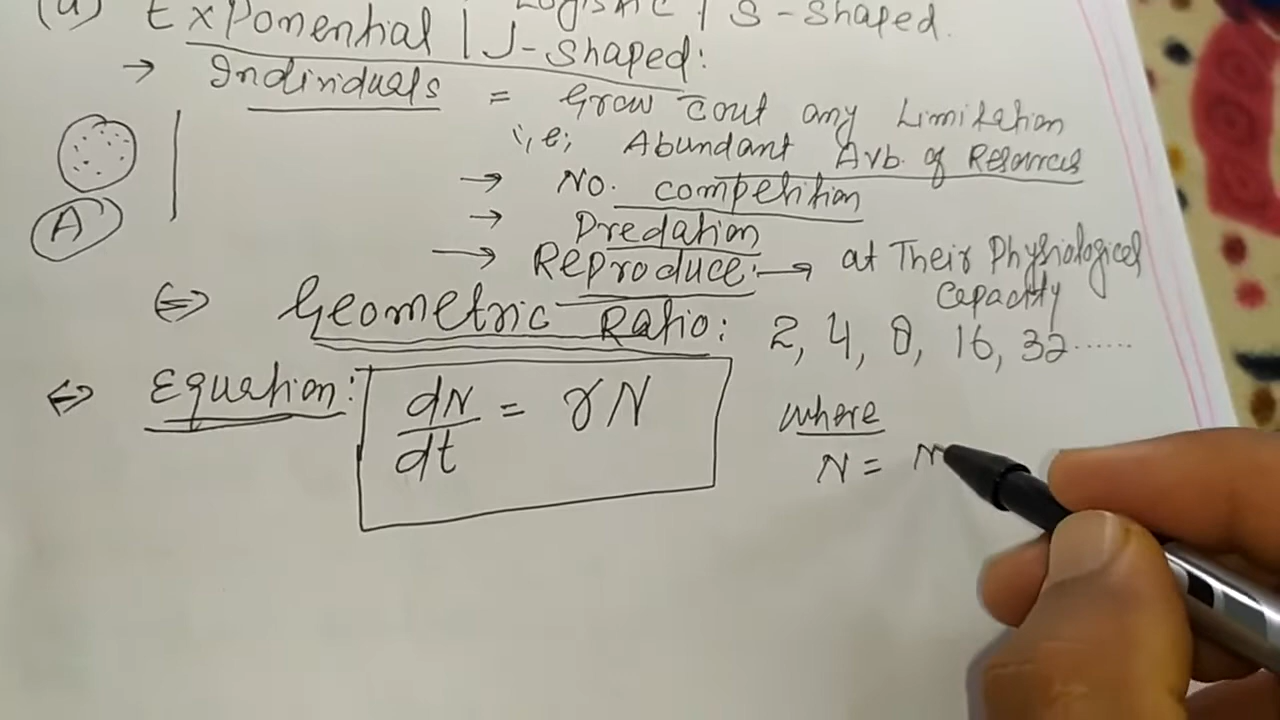 (a) Exponential | J-Shaped:
Logistic | S-Shaped.
→ Individuals = Grow cout any Limitation
i,e; Abundant Avb. of Resources
→ No. competition
→ Predation
A → Reproduce: → at Their Physiological Capacity
⇔ Geometric Ratio: 2, 4, 8, 16, 32......
⇔ Equation: dN/dt = rN
where
N = N